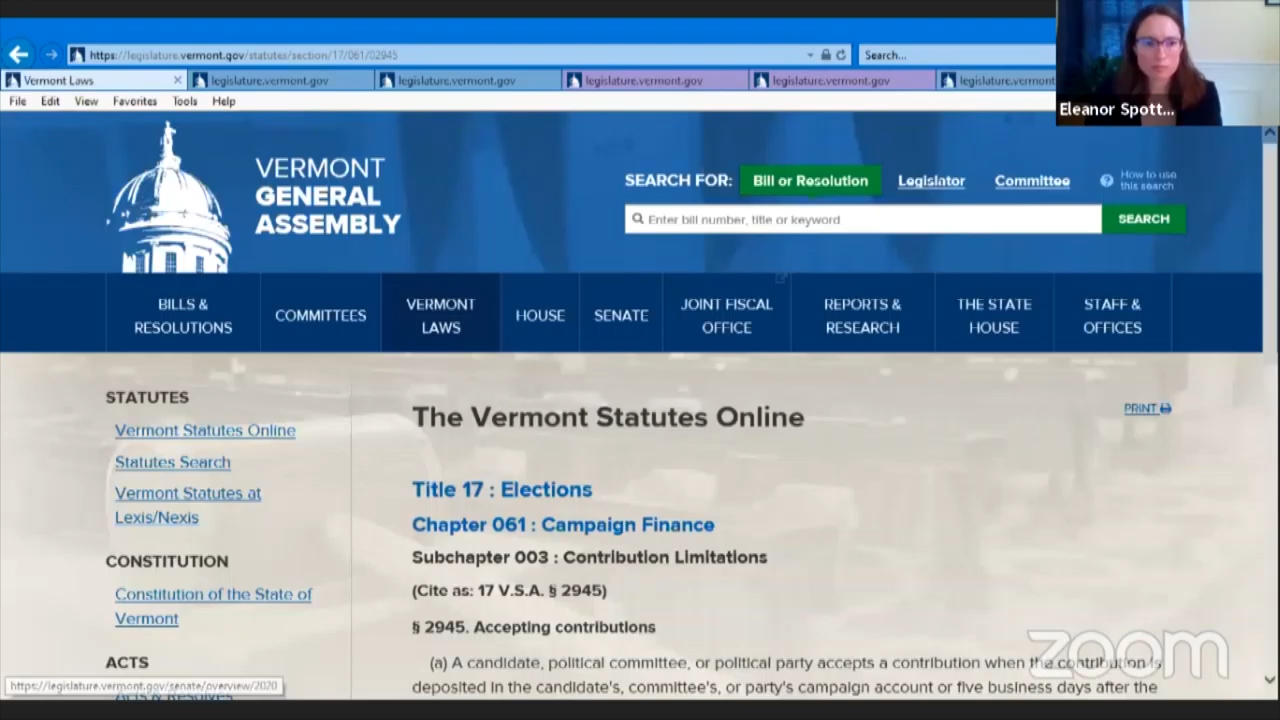 https://legislature.vermont.gov/statutes/section/17/061/02945
Search...
Vermont Laws
legislature.vermont.gov
legislature.vermont.gov
legislature.vermont.gov
legislature.vermont.gov
legislature.vermont
Eleanor Spott...
File Edit View Favorites Tools Help
VERMONT
GENERAL
ASSEMBLY
SEARCH FOR: Bill or Resolution Legislator Committee How to use this search
Enter bill number, title or keyword SEARCH
BILLS & RESOLUTIONS
COMMITTEES
VERMONT LAWS
HOUSE
SENATE
JOINT FISCAL OFFICE
REPORTS & RESEARCH
THE STATE HOUSE
STAFF & OFFICES
STATUTES
Vermont Statutes Online
Statutes Search
Vermont Statutes at
Lexis/Nexis
CONSTITUTION
Constitution of the State of
Vermont
ACTS
https://legislature.vermont.gov/senate/overview/2020
The Vermont Statutes Online
PRINT
Title 17 : Elections
Chapter 061 : Campaign Finance
Subchapter 003 : Contribution Limitations
(Cite as: 17 V.S.A. § 2945)
§ 2945. Accepting contributions
(a) A candidate, political committee, or political party accepts a contribution when the contribution is
deposited in the candidate's, committee's, or party's campaign account or five business days after the
zoom